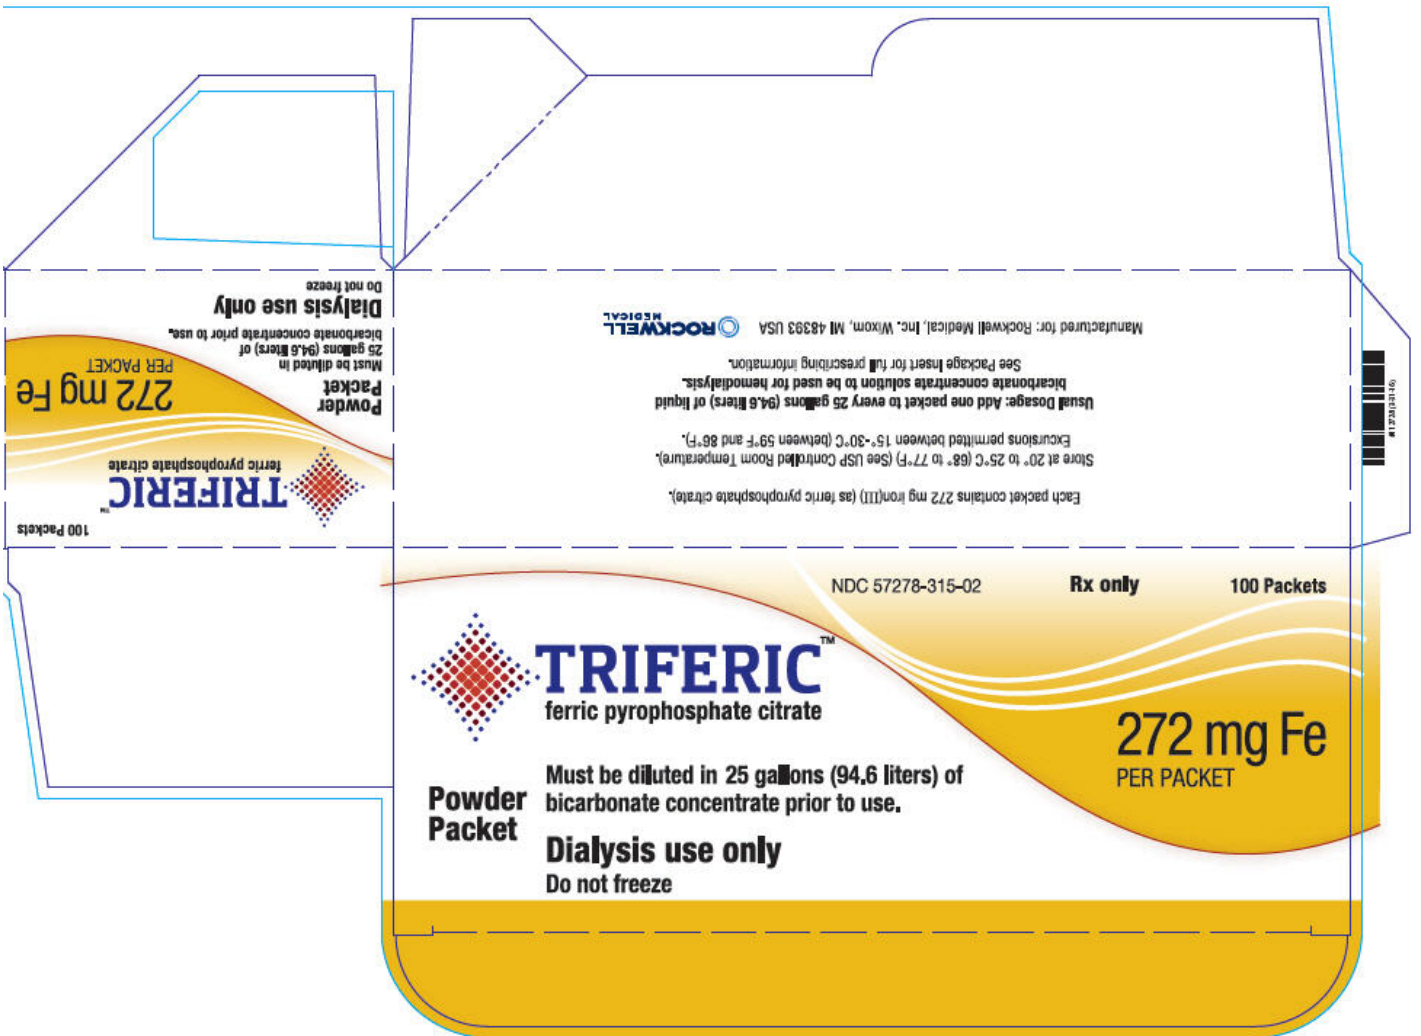 Do not freeze
Dialysis use only
bicarbonate concentrate prior to use.
25 gallons (94.6 liters) of
Must be diluted in
Powder
Packet
272 mg Fe
PER PACKET
TRIFERIC™
ferric pyrophosphate citrate
100 Packets
Each packet contains 272 mg iron(III) (as ferric pyrophosphate citrate).
Store at 20° to 25°C (68° to 77°F) (See USP Controlled Room Temperature).
Excursions permitted between 15°-30°C (between 59°F and 86°F).
Usual Dosage: Add one packet to every 25 gallons (94.6 liters) of liquid
bicarbonate concentrate solution to be used for hemodialysis.
See Package Insert for full prescribing information.
Manufactured for: Rockwell Medical, Inc. Wixom, MI 48393 USA
ROCKWELL
MEDICAL
NDC 57278-315-02 Rx only 100 Packets
TRIFERIC™
ferric pyrophosphate citrate
272 mg Fe
PER PACKET
Powder
Packet
Must be diluted in 25 gallons (94.6 liters) of
bicarbonate concentrate prior to use.
Dialysis use only
Do not freeze